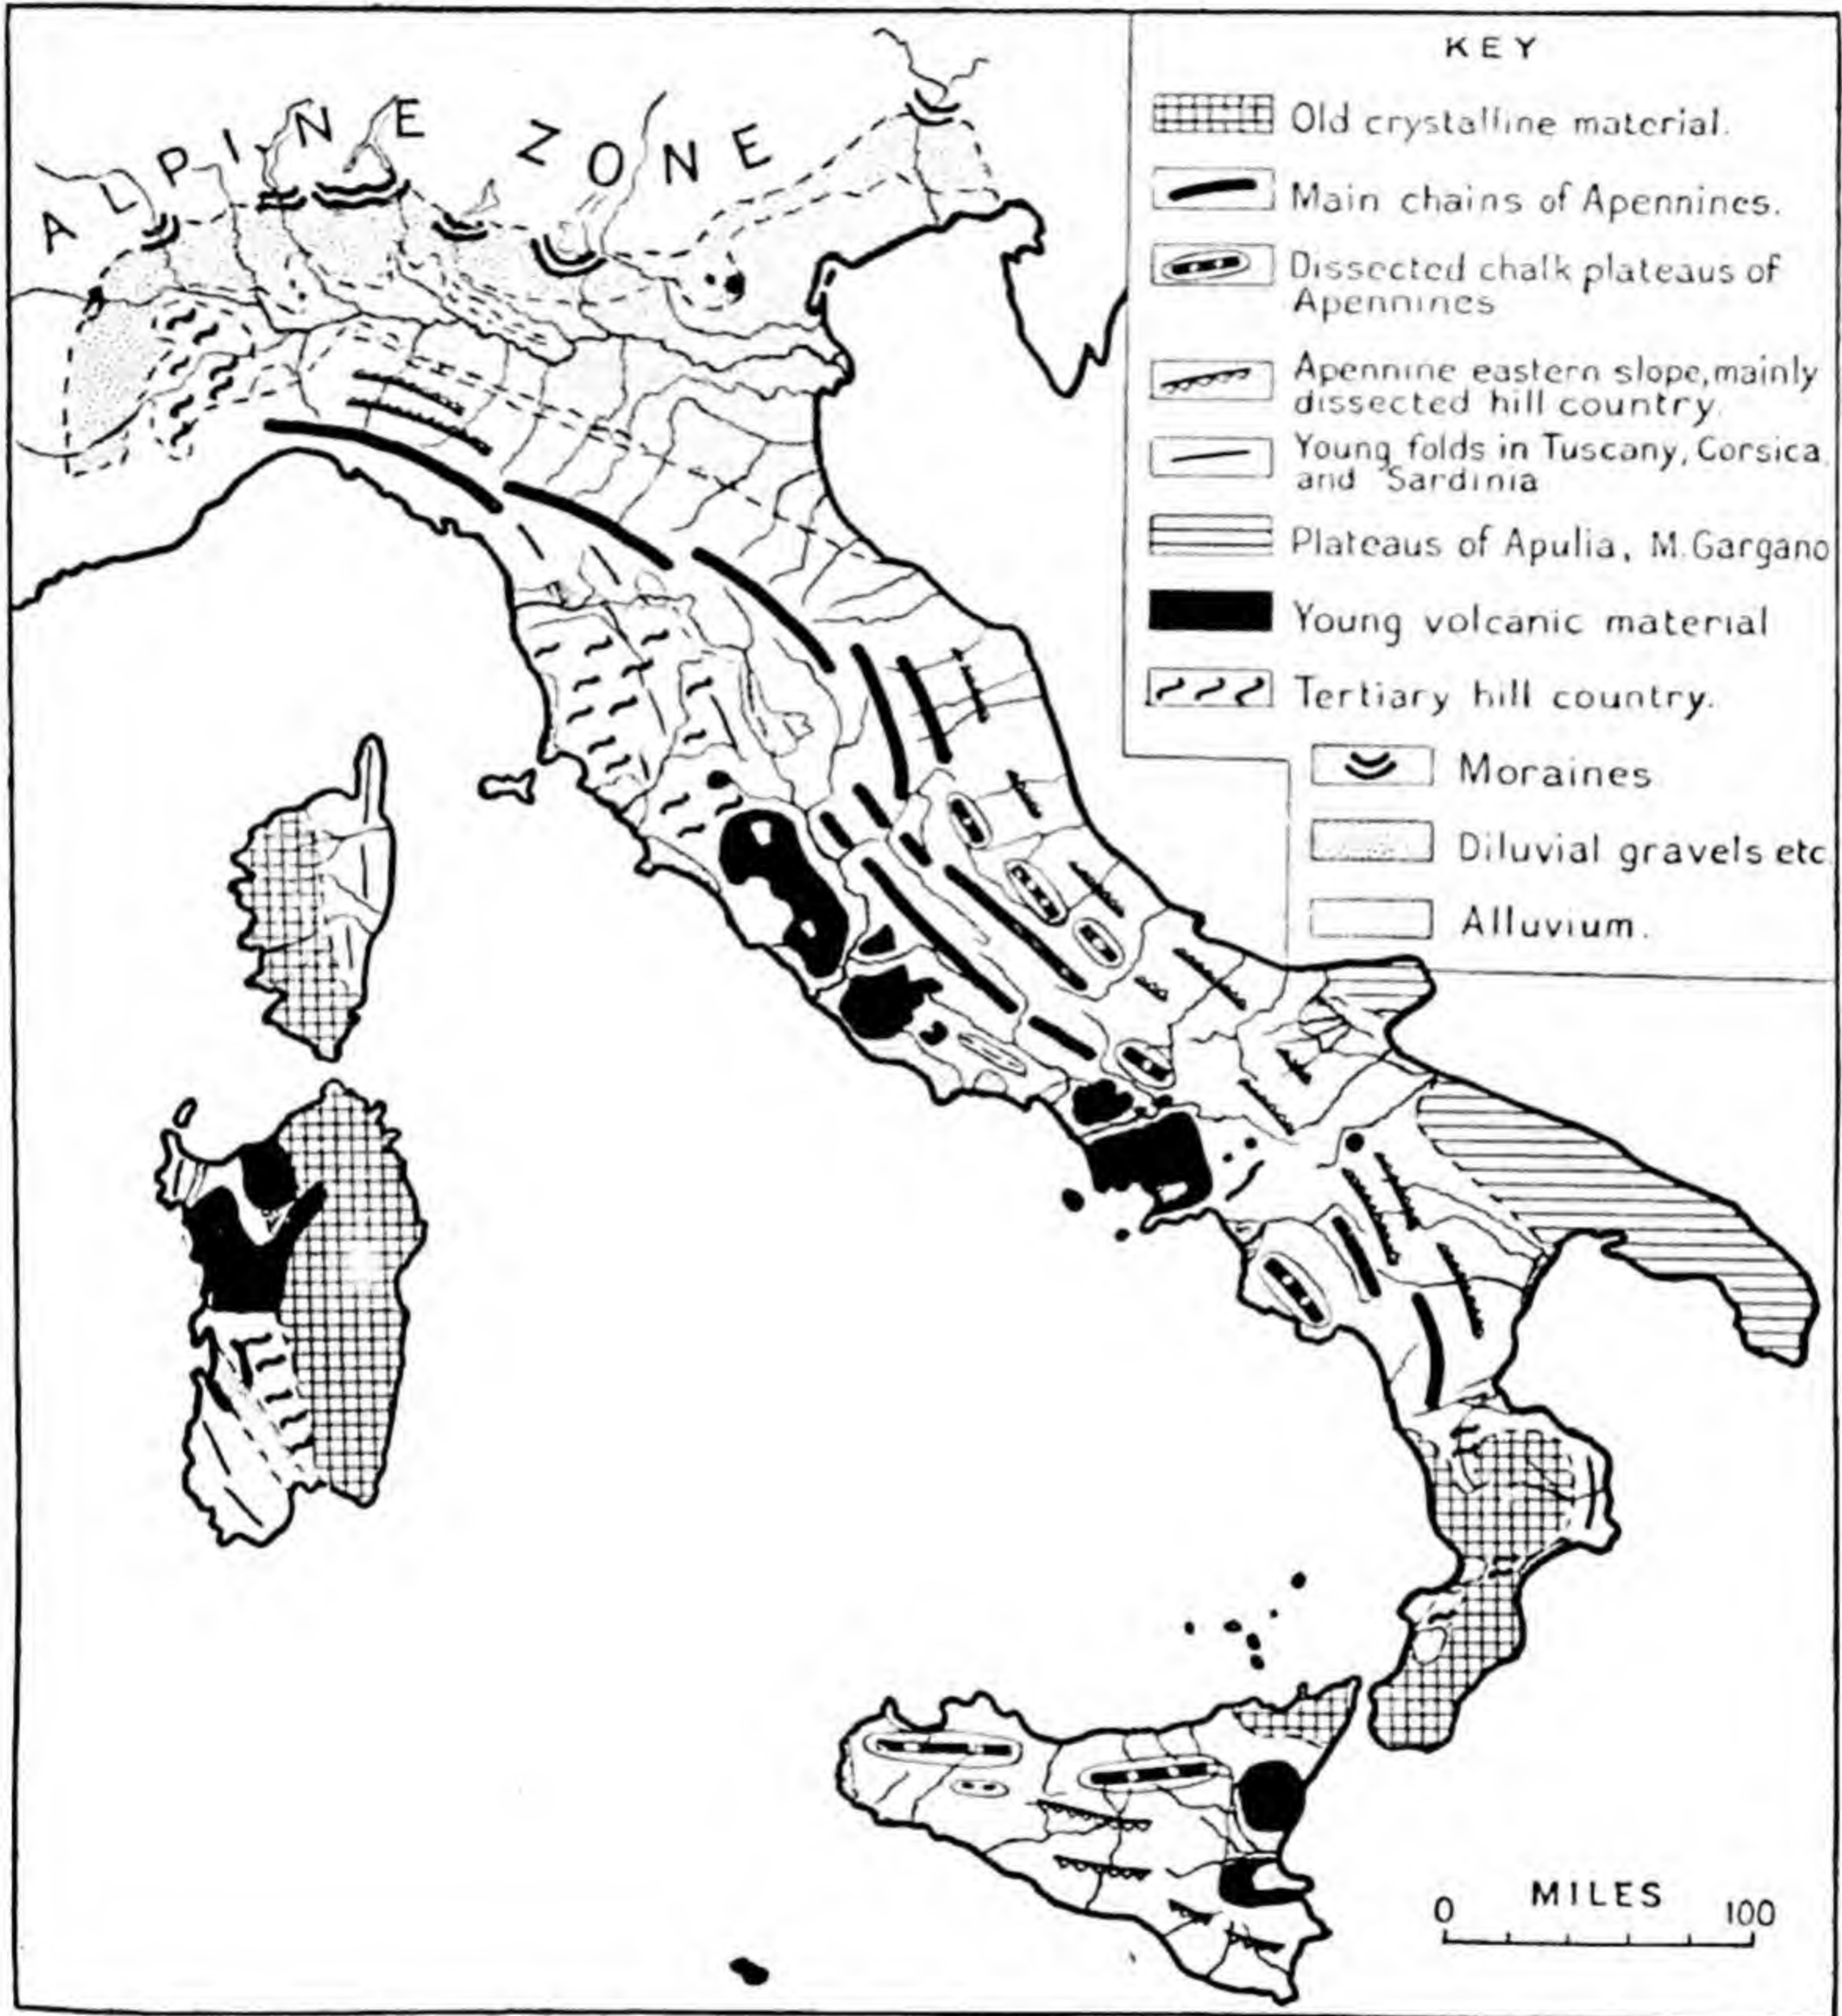 ALPINE ZONE
KEY
Old crystalline material.
Main chains of Apennines.
Dissected chalk plateaus of
Apennines
Apennine eastern slope, mainly
dissected hill country.
Young folds in Tuscany, Corsica,
and Sardinia
Plateaus of Apulia, M. Gargano
Young volcanic material
Tertiary hill country.
Moraines
Diluvial gravels etc
Alluvium.
MILES
0 100